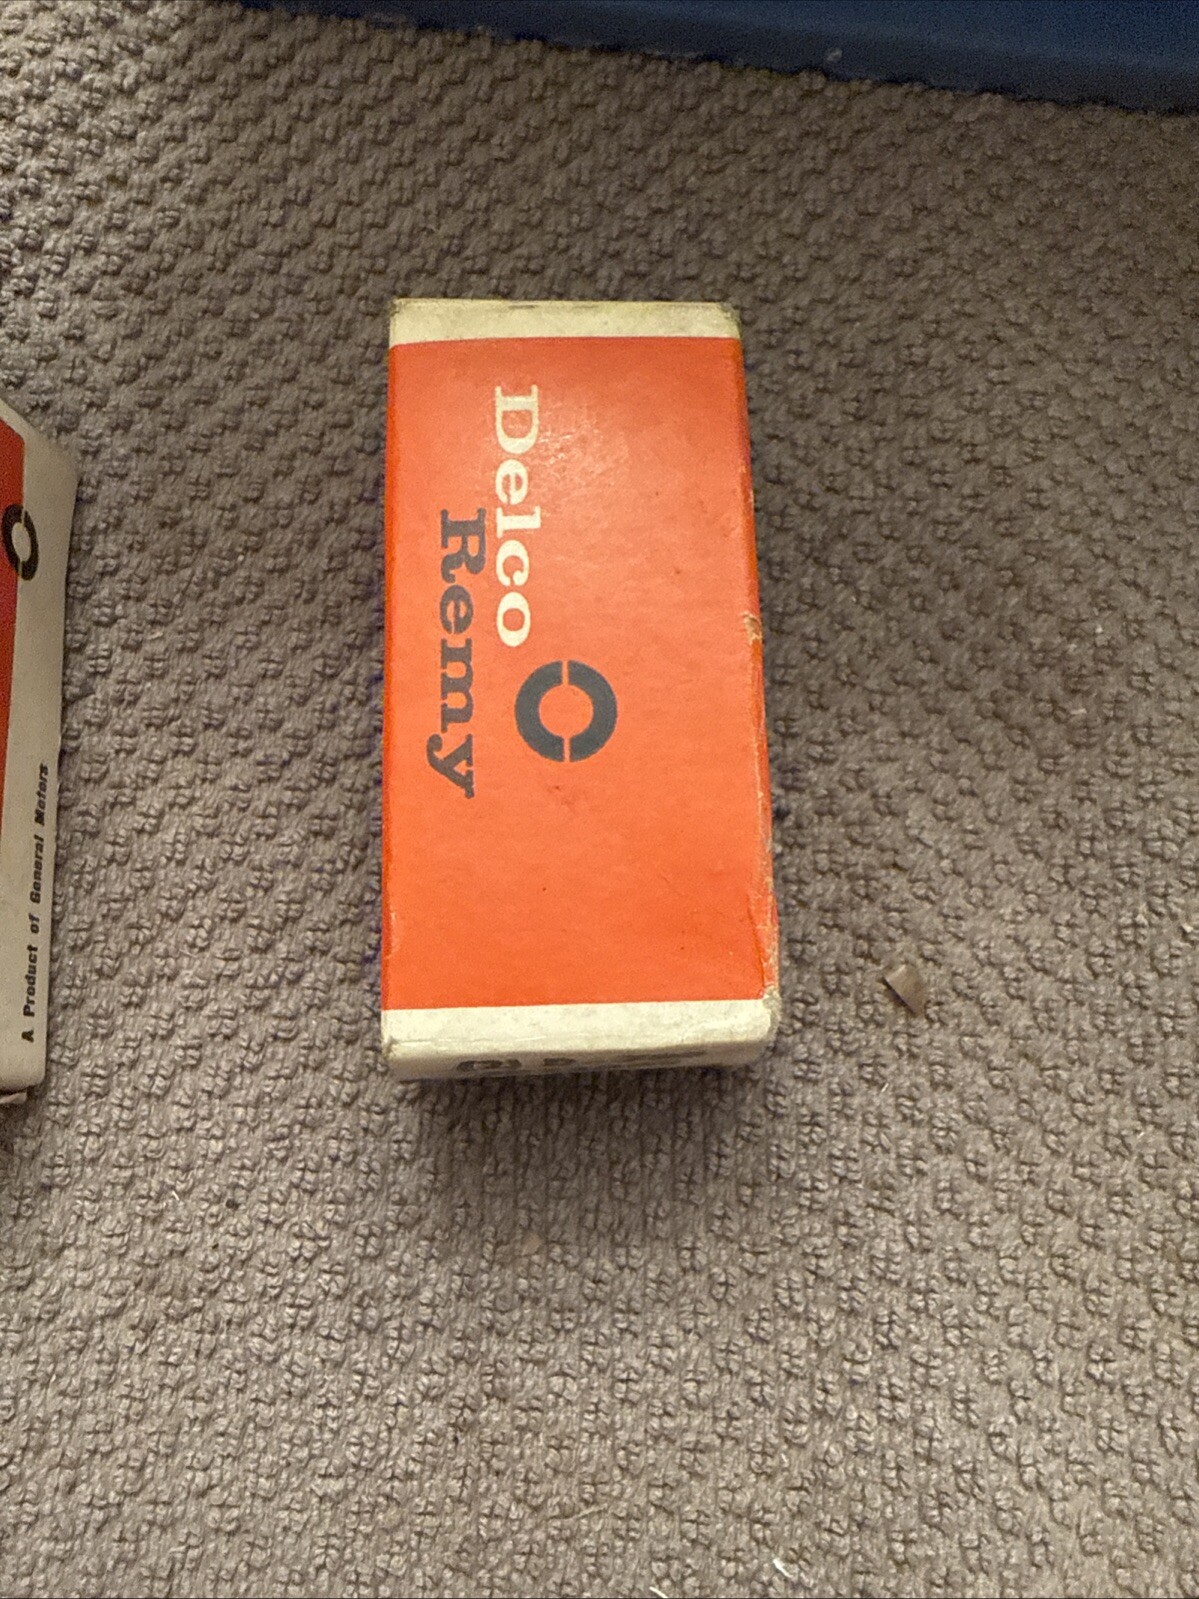 Delco
Remy
A Product of General Motors